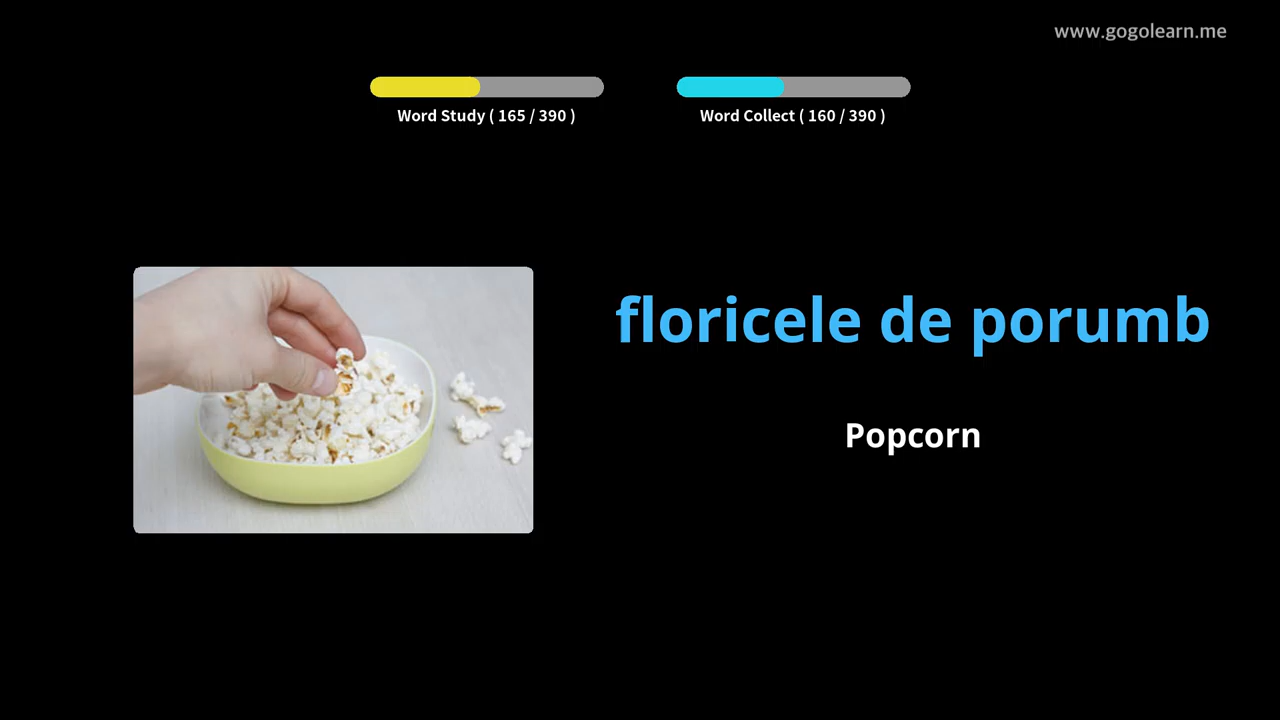 www.gogolearn.me
Word Study ( 165 / 390 )
Word Collect ( 160 / 390 )
floricele de porumb
Popcorn